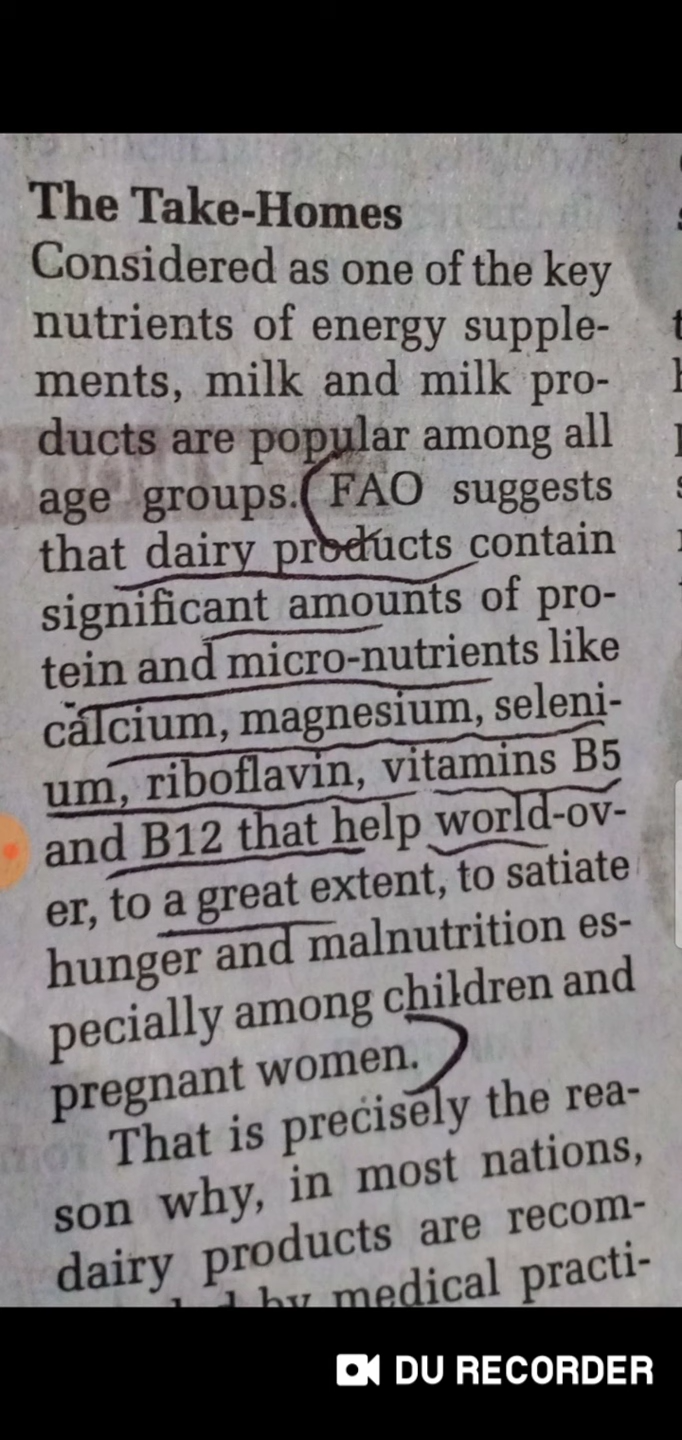 The Take-Homes
Considered as one of the key
nutrients of energy supple-
ments, milk and milk pro-
ducts are popular among all
age groups. FAO suggests
that dairy products contain
significant amounts of pro-
tein and micro-nutrients like
calcium, magnesium, seleni-
um, riboflavin, vitamins B5
and B12 that help world-ov-
er, to a great extent, to satiate
hunger and malnutrition es-
pecially among children and
pregnant women.
That is precisely the rea-
son why, in most nations,
dairy products are recom-
by medical practi-
DU RECORDER